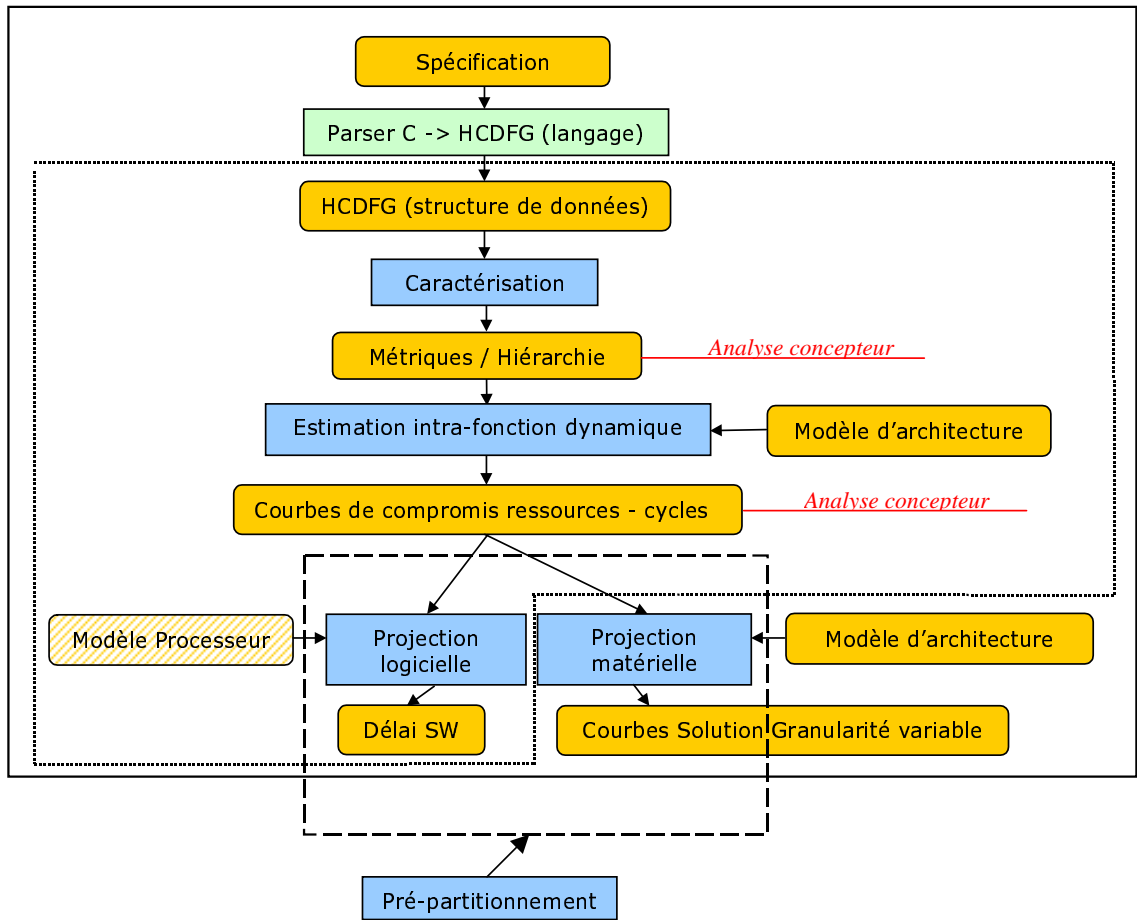 Spécification
Parser C -> HCDFG (langage)
HCDFG (structure de données)
Caractérisation
Métriques / Hiérarchie
Analyse concepteur
Estimation intra-fonction dynamique
Modèle d’architecture
Courbes de compromis ressources - cycles
Analyse concepteur
Modèle Processeur
Projection
logicielle
Projection
matérielle
Modèle d’architecture
Délai SW
Courbes Solution Granularité variable
Pré-partitionnement